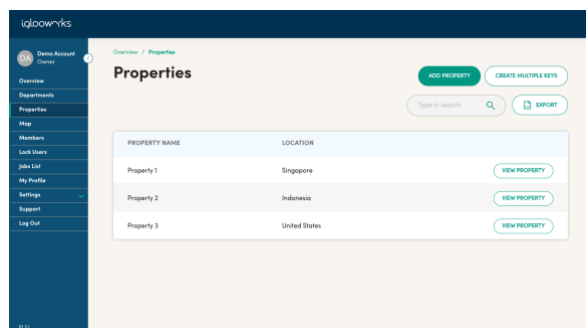 iglooworks
DA
Demo Account
Owner
Overview
Departments
Properties
Map
Members
Lock Users
Jobs List
My Profile
Settings
Support
Log Out
Overview / Properties
Properties
ADD PROPERTY
CREATE MULTIPLE KEYS
Type in search
EXPORT
PROPERTY NAME LOCATION
Property 1 Singapore VIEW PROPERTY
Property 2 Indonesia VIEW PROPERTY
Property 3 United States VIEW PROPERTY